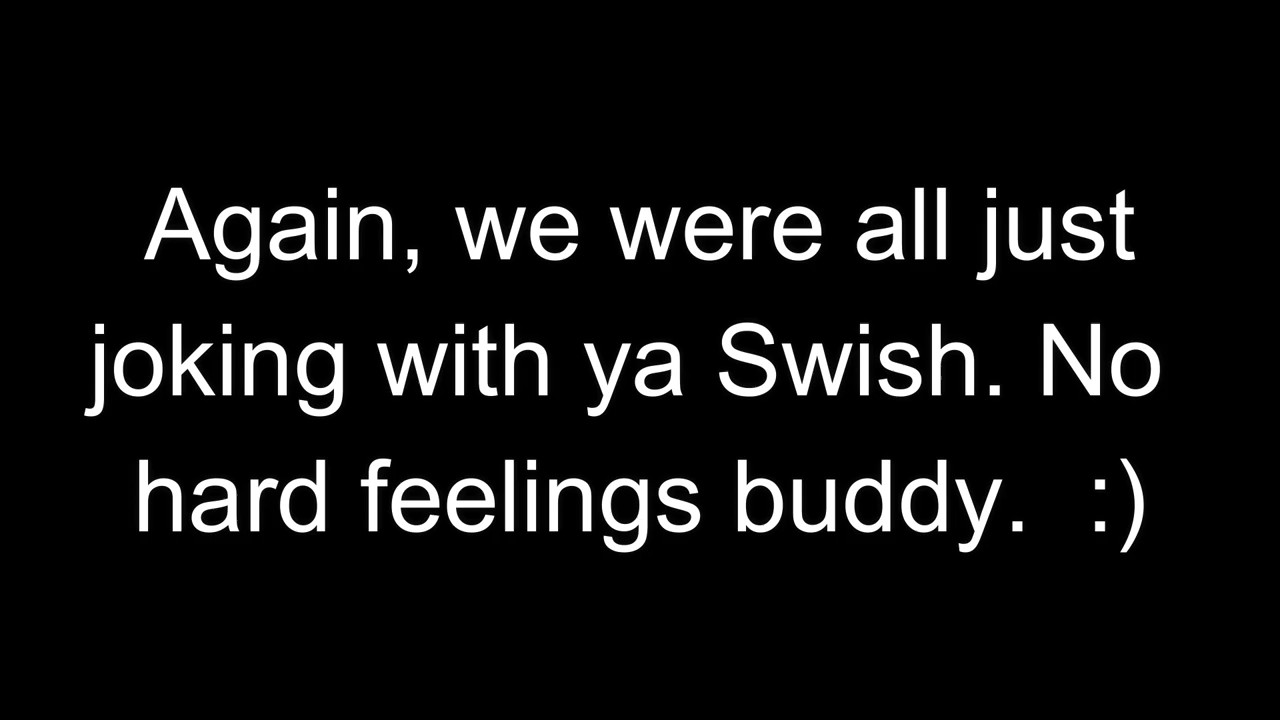 Again, we were all just
joking with ya Swish. No
hard feelings buddy.  :)